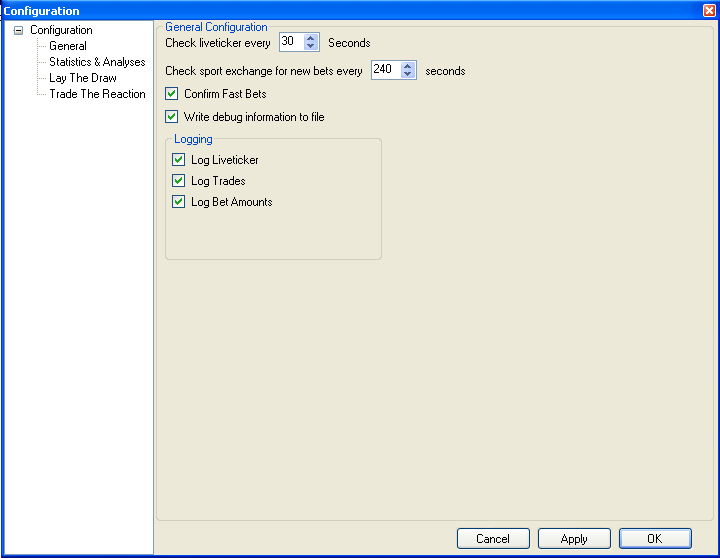 Configuration
Configuration
General
Statistics & Analyses
Lay The Draw
Trade The Reaction
General Configuration
Check liveticker every 30 Seconds
Check sport exchange for new bets every 240 seconds
Confirm Fast Bets
Write debug information to file
Logging
Log Liveticker
Log Trades
Log Bet Amounts
Cancel Apply OK